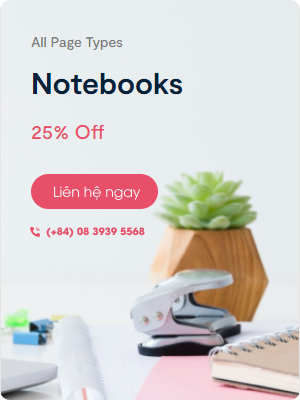 All Page Types
Notebooks
25% Off
Liên hệ ngay
(+84) 08 3939 5568